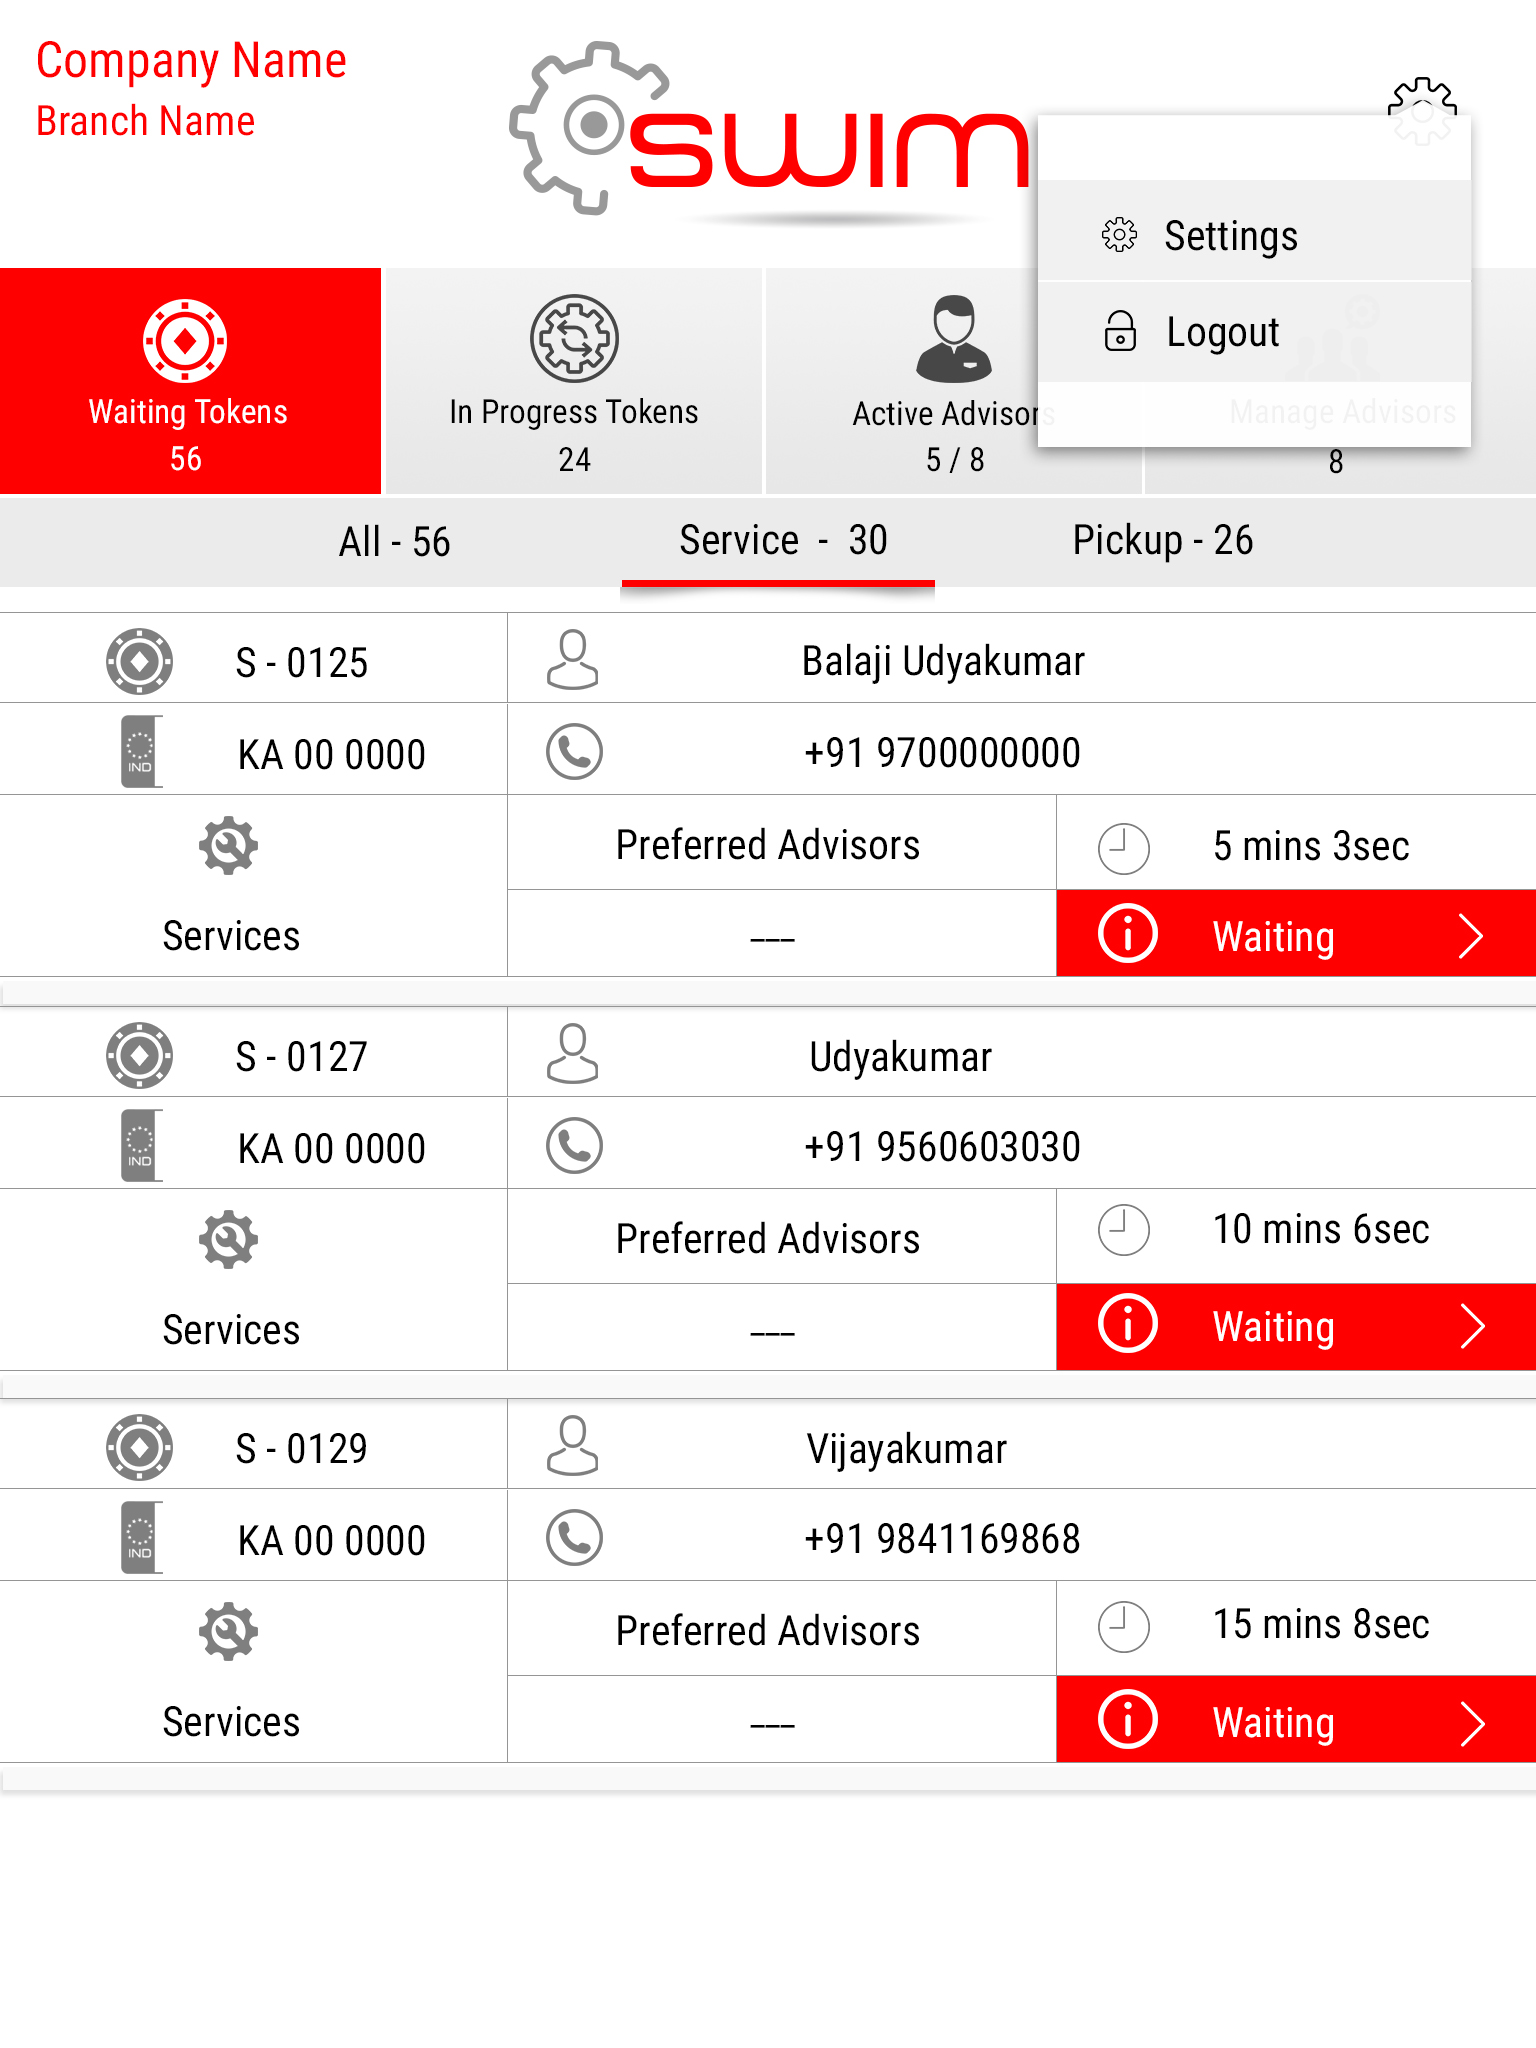 Company Name
Branch Name
swim
Settings
Logout
Waiting Tokens
56
In Progress Tokens
24
Active Advisors
5 / 8
Manage Advisors
8
All - 56
Service - 30
Pickup - 26
S - 0125
Balaji Udyakumar
IND
KA 00 0000
+91 9700000000
Services
Preferred Advisors
5 mins 3sec
---
Waiting
S - 0127
Udyakumar
IND
KA 00 0000
+91 9560603030
Services
Preferred Advisors
10 mins 6sec
---
Waiting
S - 0129
Vijayakumar
IND
KA 00 0000
+91 9841169868
Services
Preferred Advisors
15 mins 8sec
---
Waiting